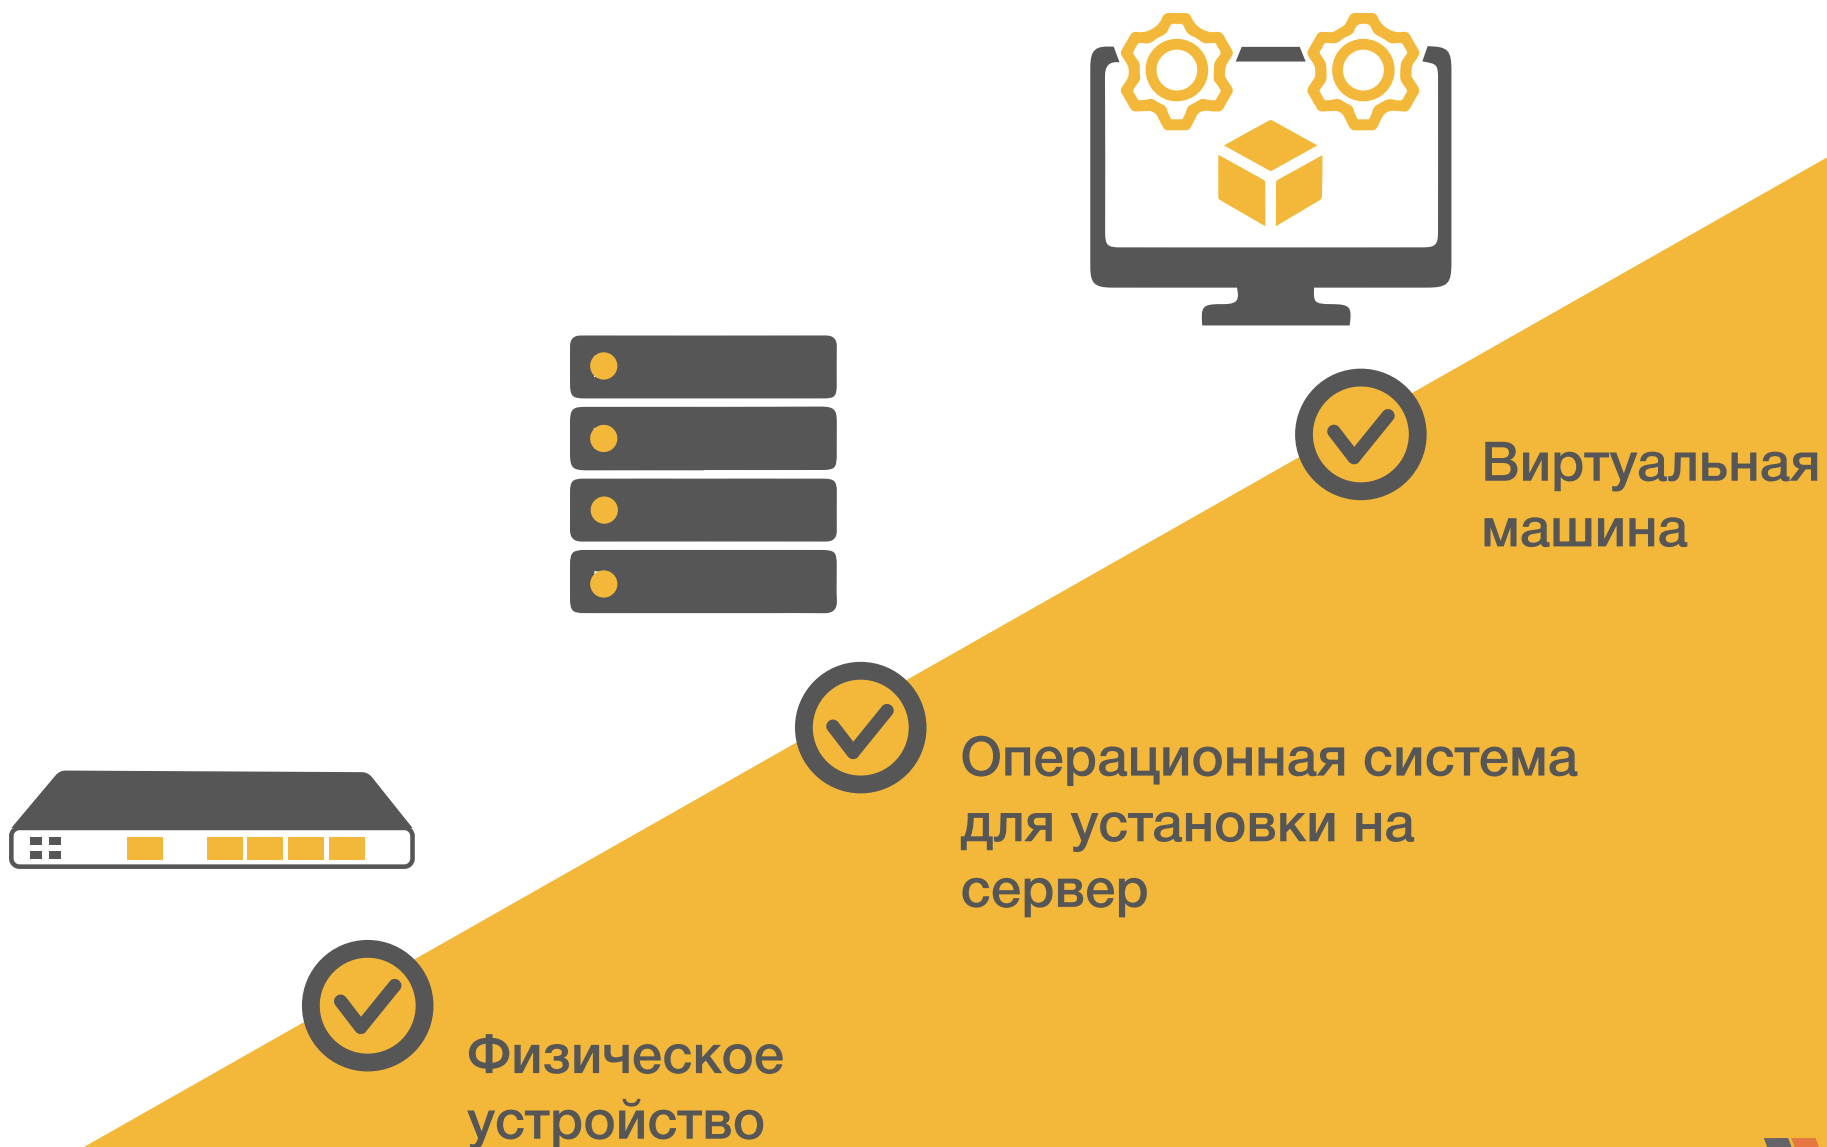 Виртуальная
машина
Операционная система
для установки на
сервер
Физическое
устройство